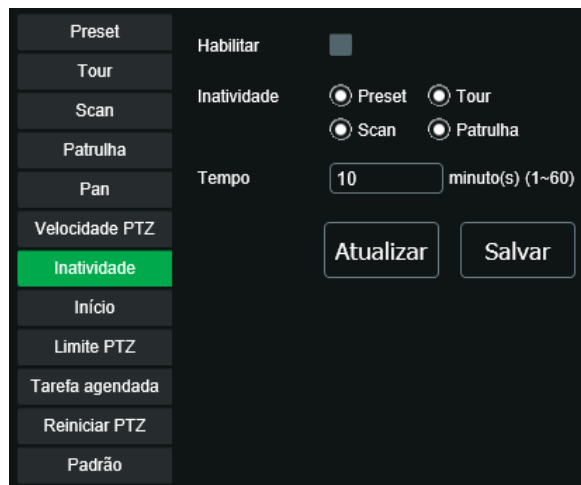 Preset
Tour
Scan
Patrulha
Pan
Velocidade PTZ
Inatividade
Início
Limite PTZ
Tarefa agendada
Reiniciar PTZ
Padrão
Habilitar
Inatividade Preset Tour
Scan Patrulha
Tempo 10 minuto(s) (1~60)
Atualizar Salvar